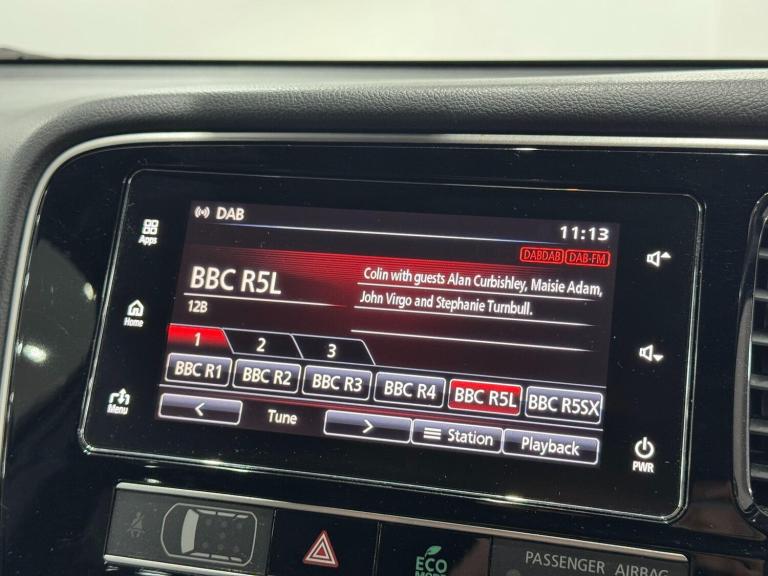 DAB
11:13
DABDAB DAB-FM
BBC R5L
12B
Colin with guests Alan Curbishley, Maisie Adam,
John Virgo and Stephanie Turnbull.
1 2 3
BBC R1 BBC R2 BBC R3 BBC R4 BBC R5L BBC R5SX
< Tune > Station Playback
Apps
Home
Menu
PWR
ECO
MODE
PASSENGER AIRBAG